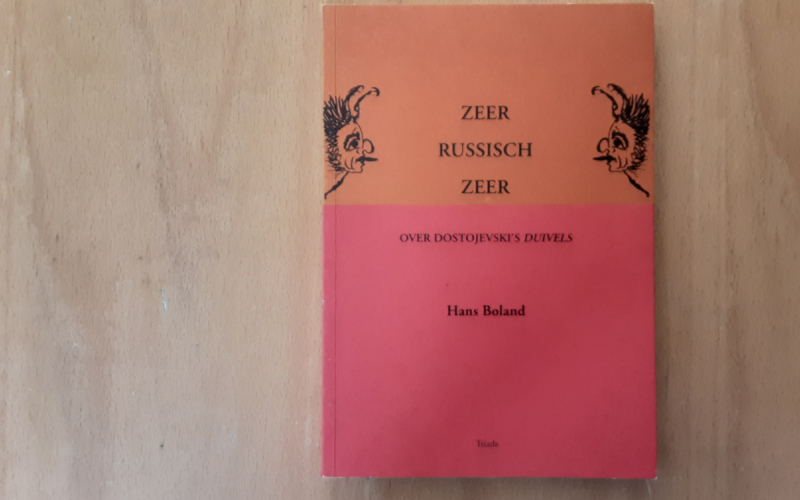 ZEER
RUSSISCH
ZEER
OVER DOSTOJEVSKI'S DUIVELS
Hans Boland
Triade